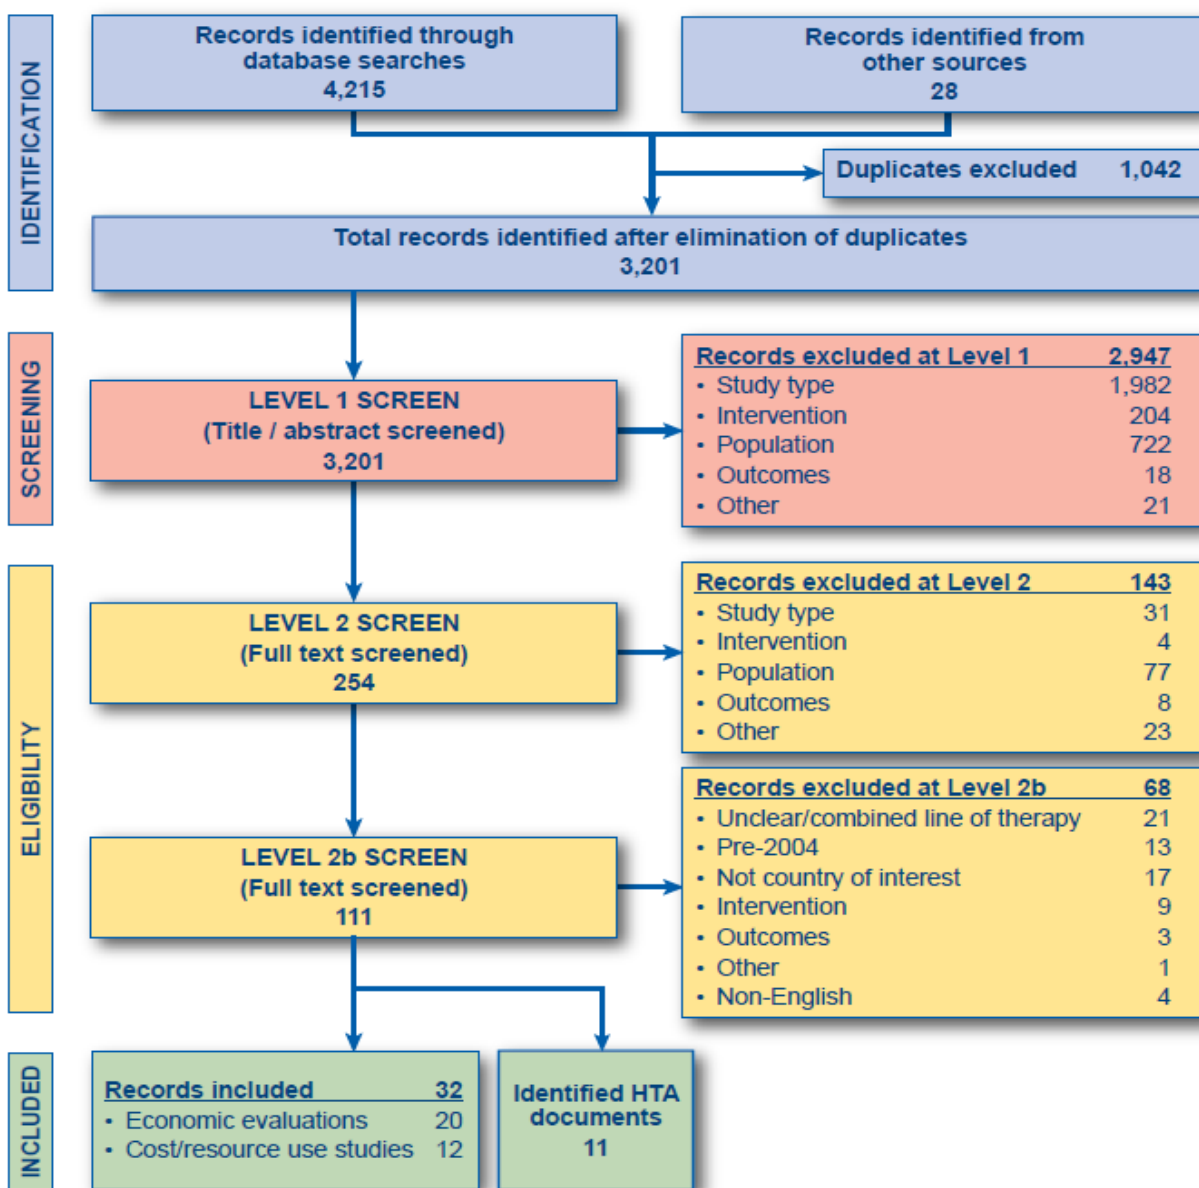 IDENTIFICATION
Records identified through
database searches
4,215
Records identified from
other sources
28
Duplicates excluded 1,042
Total records identified after elimination of duplicates
3,201
SCREENING
LEVEL 1 SCREEN
(Title / abstract screened)
3,201
Records excluded at Level 1 2,947
• Study type 1,982
• Intervention 204
• Population 722
• Outcomes 18
• Other 21
ELIGIBILITY
LEVEL 2 SCREEN
(Full text screened)
254
Records excluded at Level 2 143
• Study type 31
• Intervention 4
• Population 77
• Outcomes 8
• Other 23
LEVEL 2b SCREEN
(Full text screened)
111
Records excluded at Level 2b 68
• Unclear/combined line of therapy 21
• Pre-2004 13
• Not country of interest 17
• Intervention 9
• Outcomes 3
• Other 1
• Non-English 4
INCLUDED
Records included 32
• Economic evaluations 20
• Cost/resource use studies 12
Identified HTA
documents
11